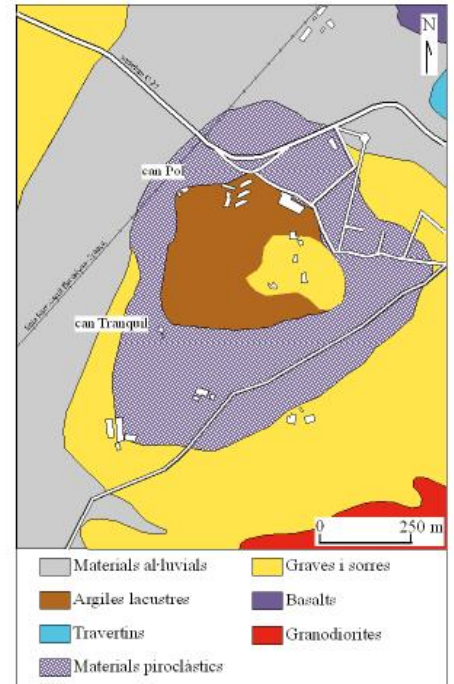 N
can Pol
can Tranquil
0 250 m
Materials al·luvials
Graves i sorres
Argiles lacustres
Basalts
Travertins
Granodiorites
Materials piroclàstics